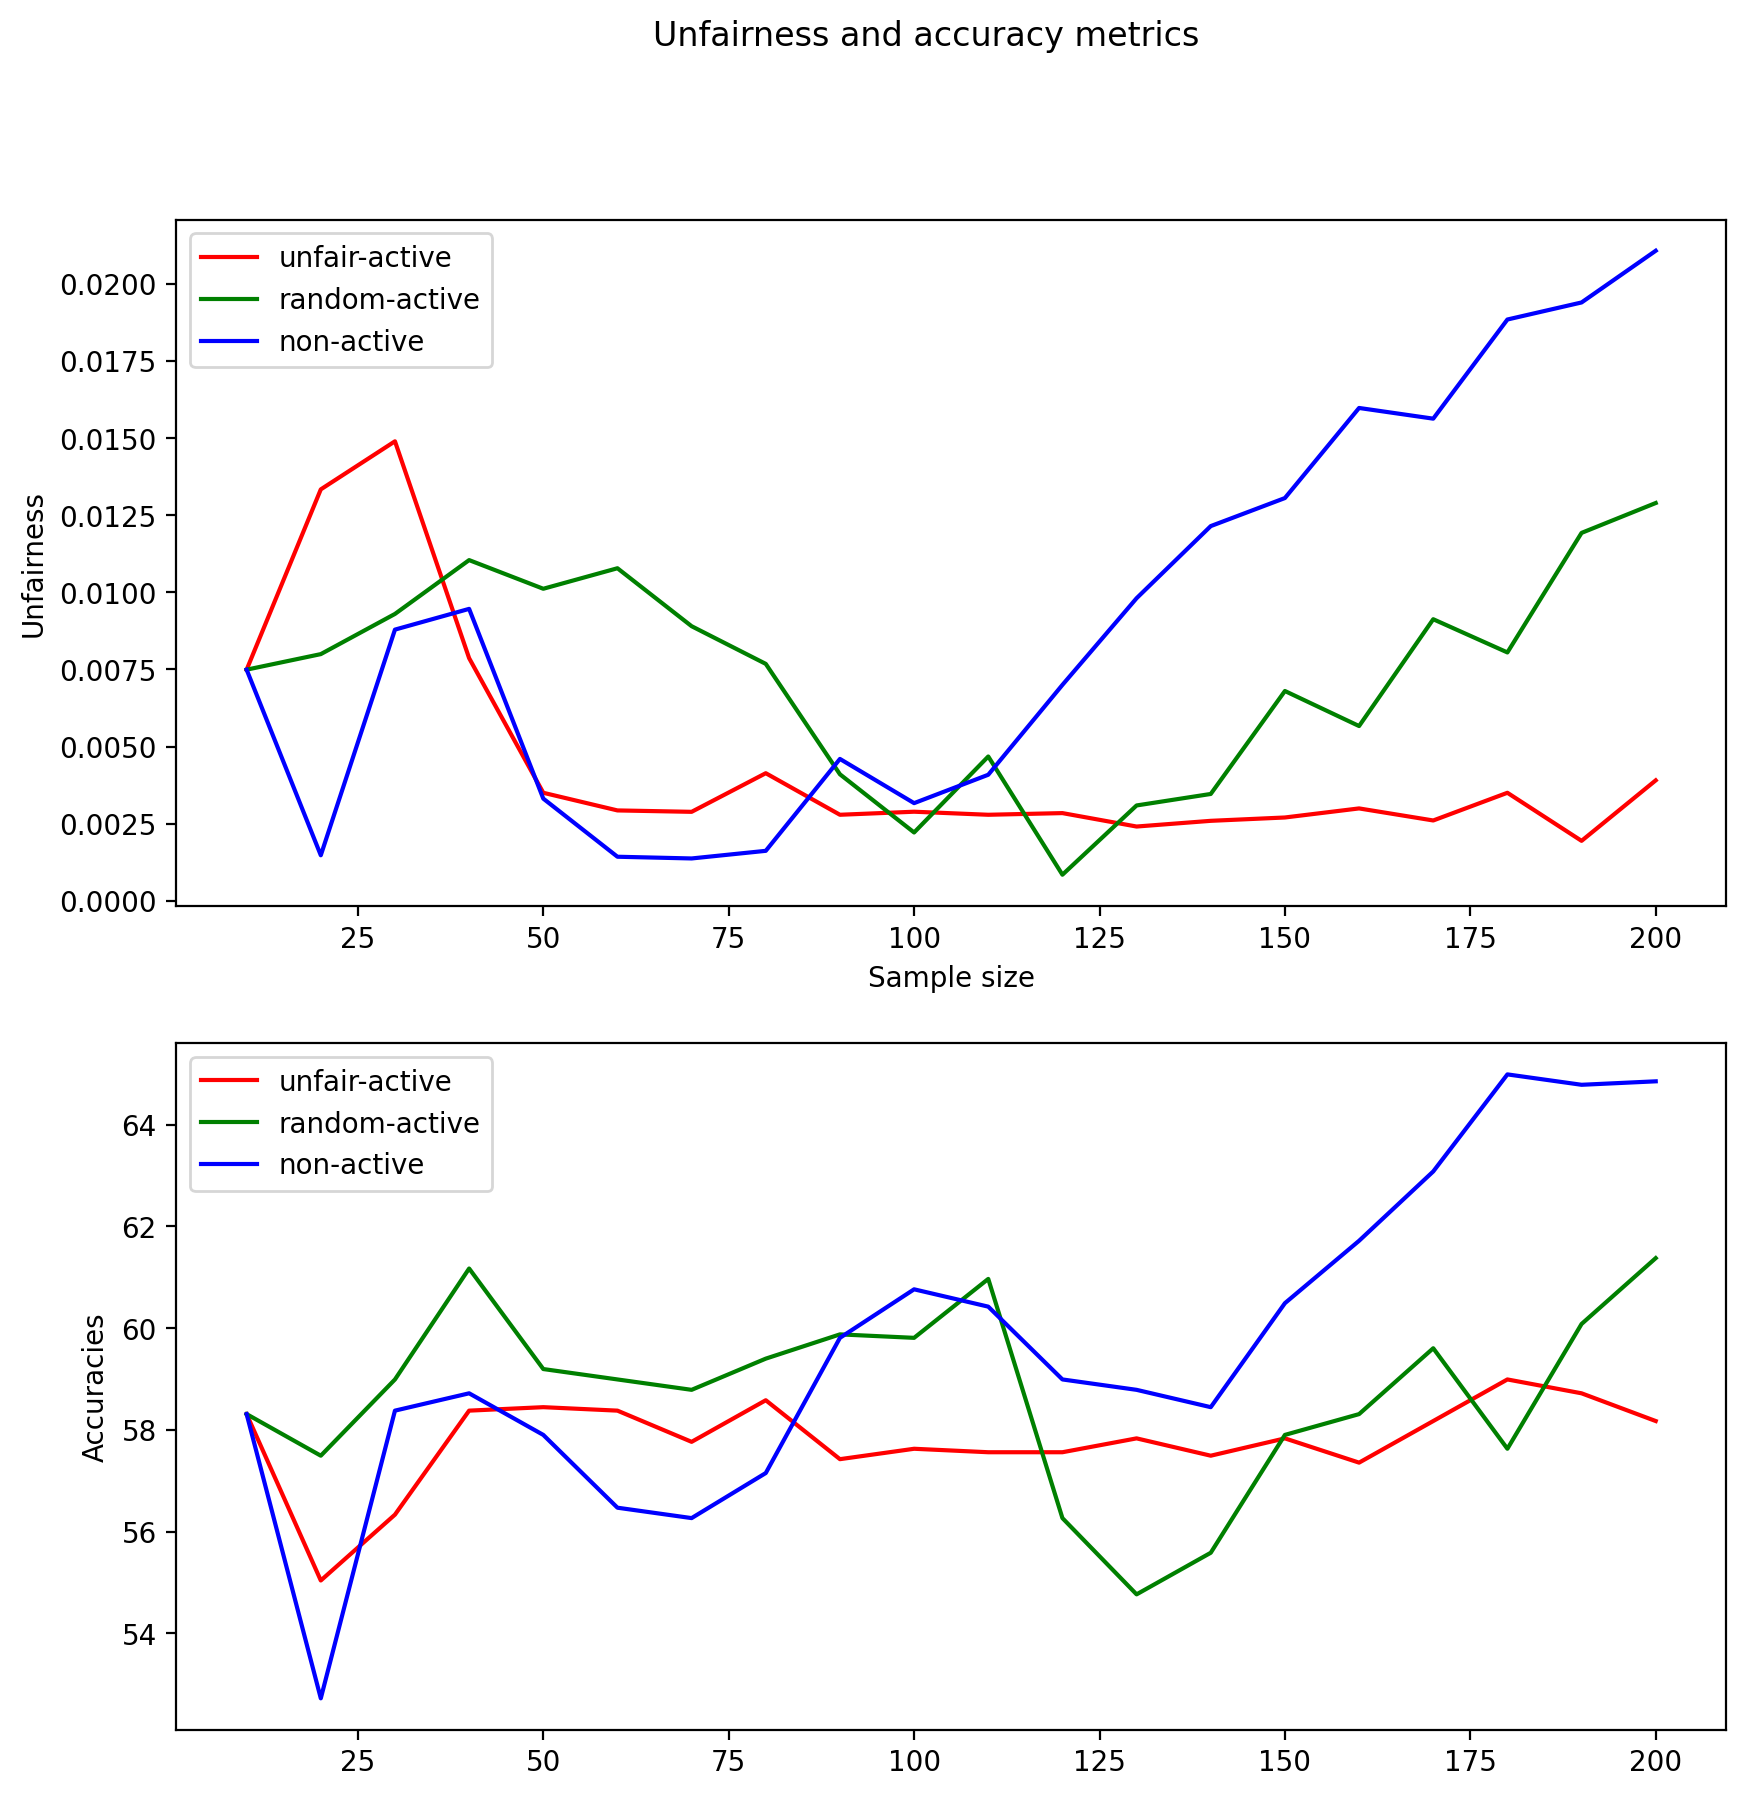 Unfairness and accuracy metrics
unfair-active
random-active
non-active
0.0200
0.0175
0.0150
0.0125
0.0100
0.0075
0.0050
0.0025
0.0000
Unfairness
25 50 75 100 125 150 175 200
Sample size
unfair-active
random-active
non-active
64
62
60
58
56
54
Accuracies
25 50 75 100 125 150 175 200